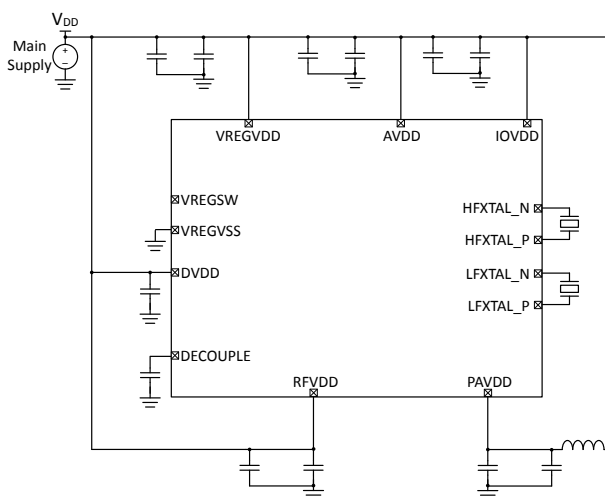 VDD
Main
Supply
+
−
VREGVDD
AVDD
IOVDD
VREGSW
HFXTAL_N
VREGVSS
HFXTAL_P
DVDD
LFXTAL_N
LFXTAL_P
DECOUPLE
RFVDD
PAVDD